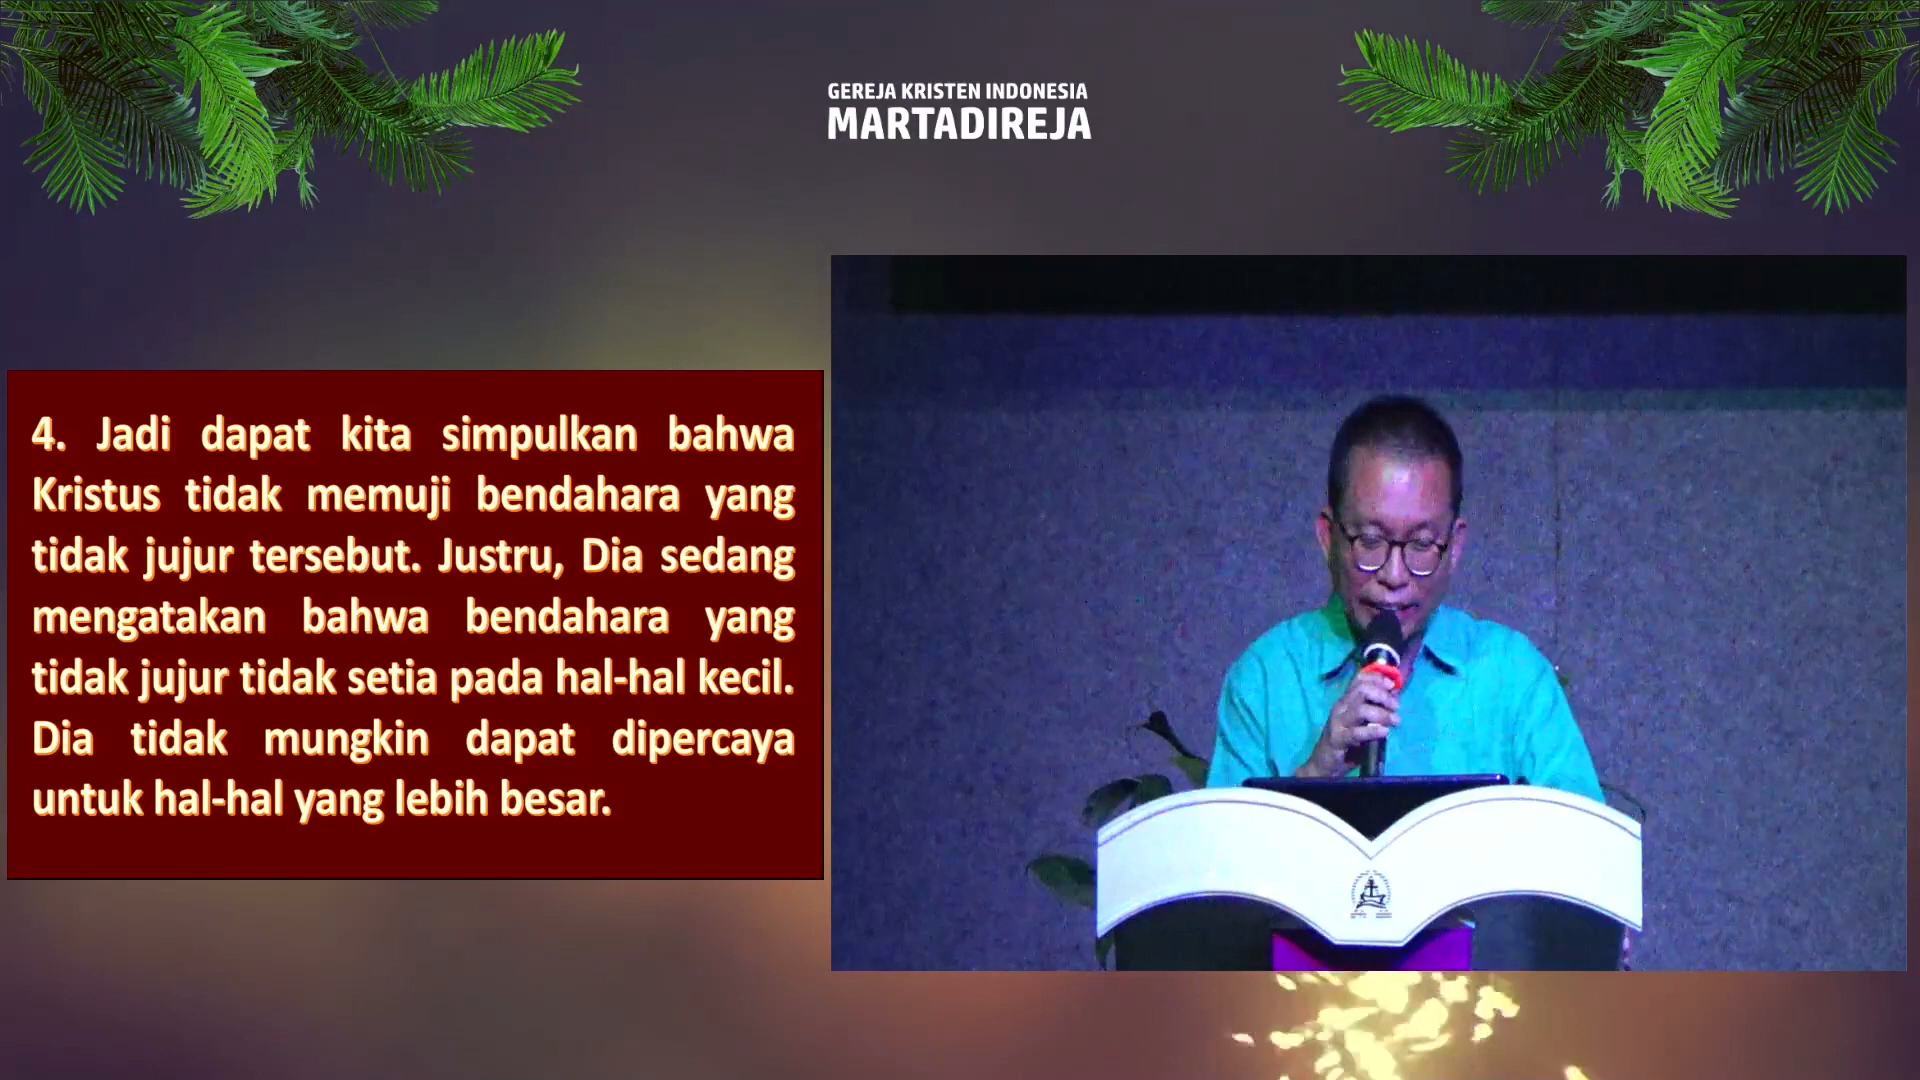 GEREJA KRISTEN INDONESIA
MARTADIREJA
4. Jadi dapat kita simpulkan bahwa
Kristus tidak memuji bendahara yang
tidak jujur tersebut. Justru, Dia sedang
mengatakan bahwa bendahara yang
tidak jujur tidak setia pada hal-hal kecil.
Dia tidak mungkin dapat dipercaya
untuk hal-hal yang lebih besar.